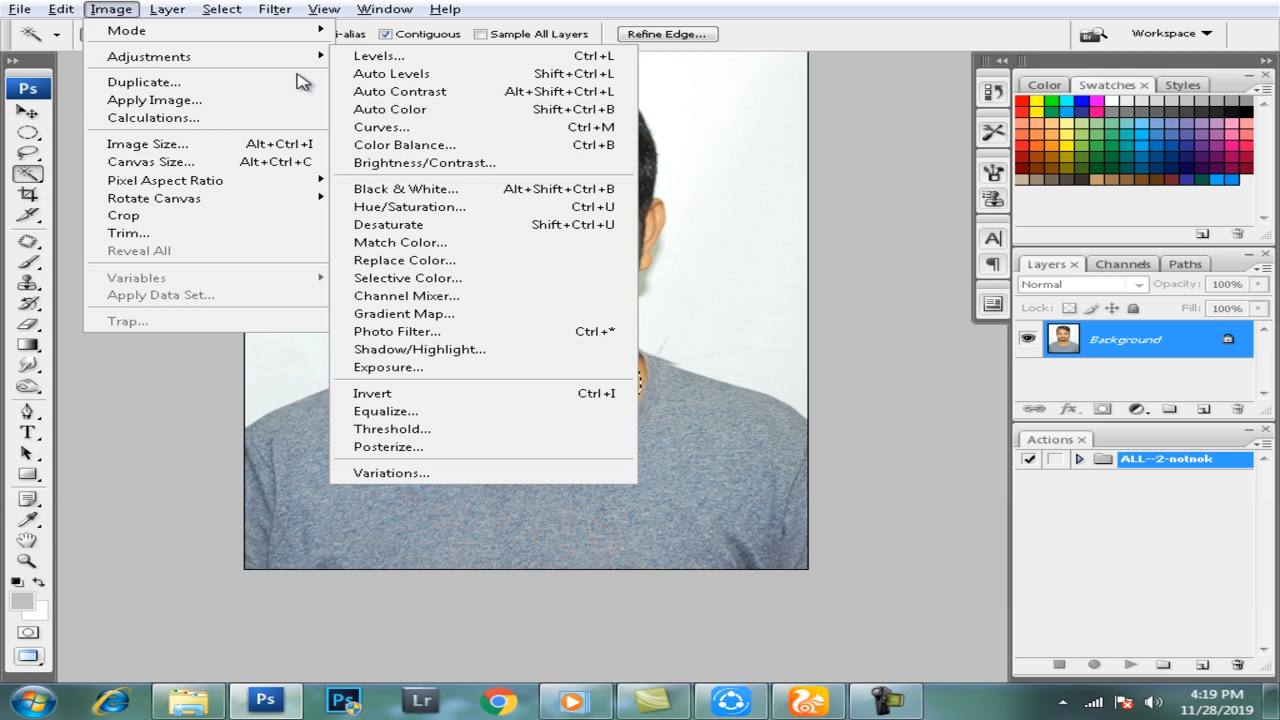 File Edit Image Layer Select Filter View Window Help
i-alias Contiguous Sample All Layers Refine Edge... Workspace
Mode
Adjustments
Duplicate...
Apply Image...
Calculations...
Image Size... Alt+Ctrl+I
Canvas Size... Alt+Ctrl+C
Pixel Aspect Ratio
Rotate Canvas
Crop
Trim...
Reveal All
Variables
Apply Data Set...
Trap...
Levels... Ctrl+L
Auto Levels Shift+Ctrl+L
Auto Contrast Alt+Shift+Ctrl+L
Auto Color Shift+Ctrl+B
Curves... Ctrl+M
Color Balance... Ctrl+B
Brightness/Contrast...
Black & White... Alt+Shift+Ctrl+B
Hue/Saturation... Ctrl+U
Desaturate Shift+Ctrl+U
Match Color...
Replace Color...
Selective Color...
Channel Mixer...
Gradient Map...
Photo Filter... Ctrl+*
Shadow/Highlight...
Exposure...
Invert Ctrl+I
Equalize...
Threshold...
Posterize...
Variations...
Ps
Color Swatches Styles
Layers Channels Paths
Normal Opacity: 100%
Lock: Fill: 100%
Background
Actions
ALL--2-notnok
Ps Ps Lr
4:19 PM
11/28/2019